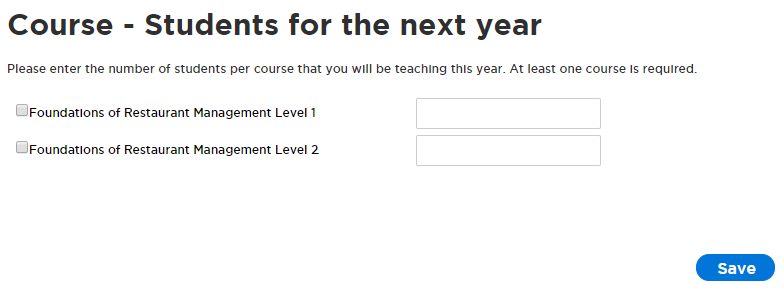 Course - Students for the next year
Please enter the number of students per course that you will be teaching this year. At least one course is required.
Foundations of Restaurant Management Level 1
Foundations of Restaurant Management Level 2
Save